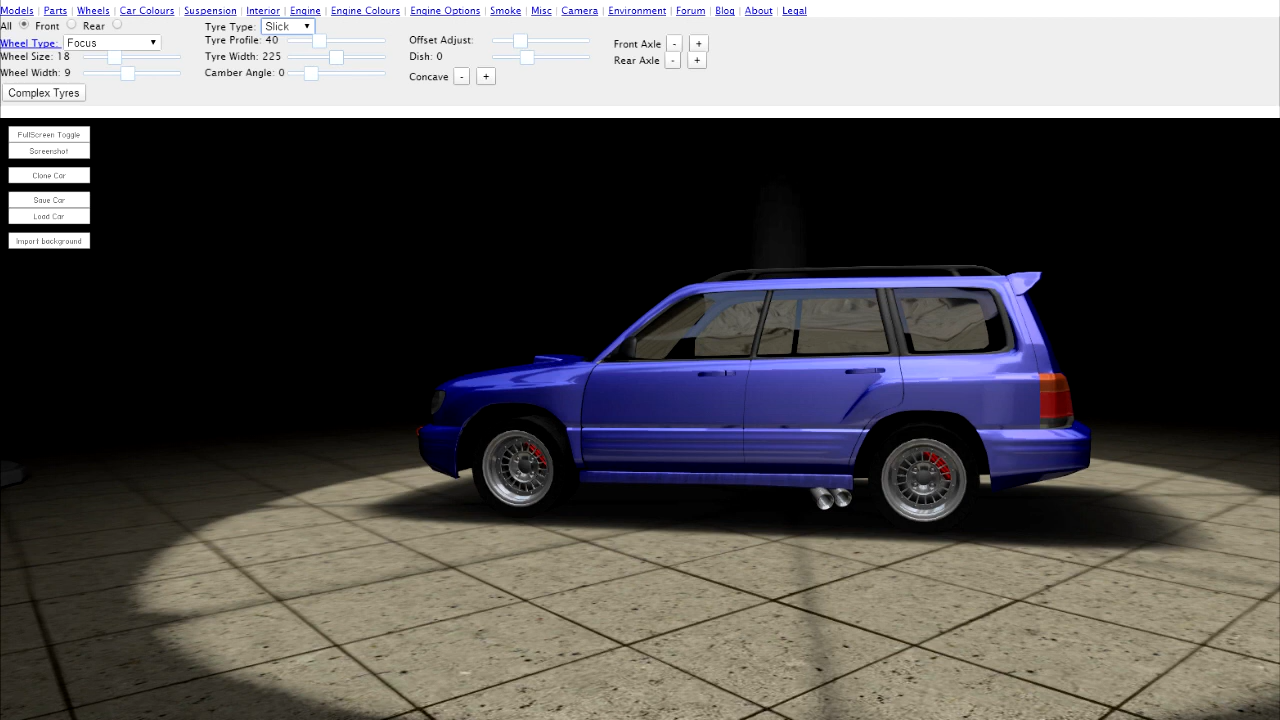 Models | Parts | Wheels | Car Colours | Suspension | Interior | Engine | Engine Colours | Engine Options | Smoke | Misc | Camera | Environment | Forum | Blog | About | Legal
All Front Rear Tyre Type: Slick
Wheel Type: Focus Tyre Profile: 40 Offset Adjust: Front Axle - +
Wheel Size: 18 Tyre Width: 225 Dish: 0 Rear Axle - +
Wheel Width: 9 Camber Angle: 0 Concave - +
Complex Tyres
FullScreen Toggle
Screenshot
Clone Car
Save Car
Load Car
Import background